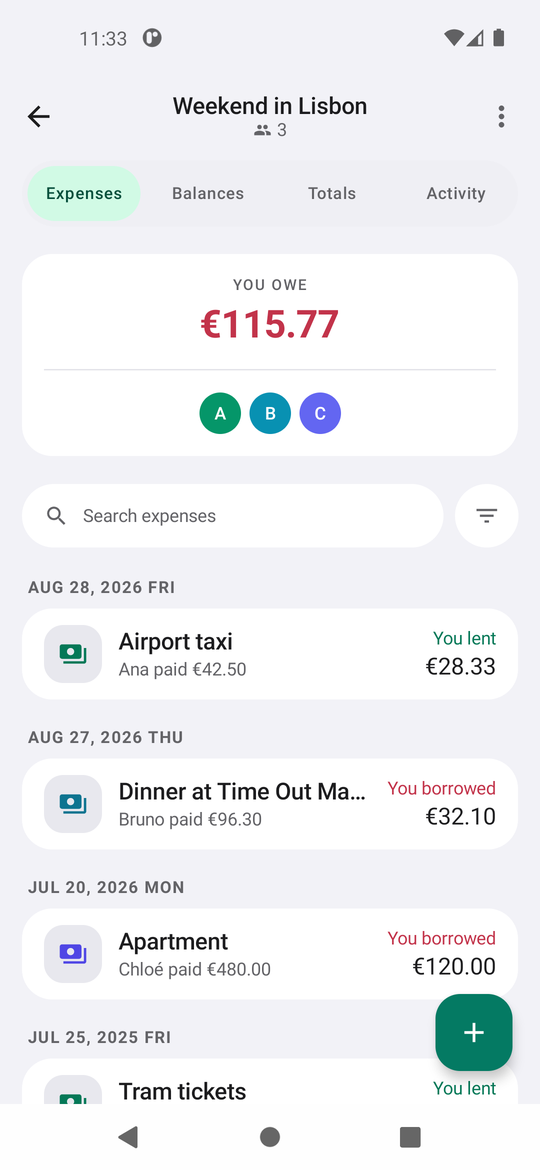 11:33
Weekend in Lisbon
3
Expenses
Balances
Totals
Activity
YOU OWE
€115.77
A
B
C
Search expenses
AUG 28, 2026 FRI
Airport taxi
You lent
Ana paid €42.50
€28.33
AUG 27, 2026 THU
Dinner at Time Out Ma…
You borrowed
Bruno paid €96.30
€32.10
JUL 20, 2026 MON
Apartment
You borrowed
Chloé paid €480.00
€120.00
JUL 25, 2025 FRI
Tram tickets
You lent